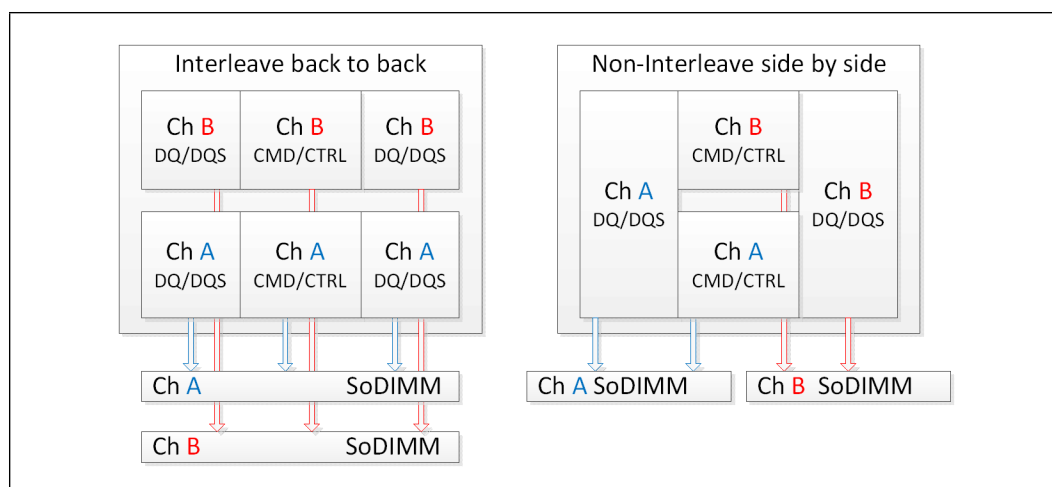 Interleave back to back
Ch B
DQ/DQS
Ch B
CMD/CTRL
Ch B
DQ/DQS
Ch A
DQ/DQS
Ch A
CMD/CTRL
Ch A
DQ/DQS
Ch A SoDIMM
Ch B SoDIMM
Non-Interleave side by side
Ch A
DQ/DQS
Ch B
CMD/CTRL
Ch A
CMD/CTRL
Ch B
DQ/DQS
Ch A SoDIMM
Ch B SoDIMM